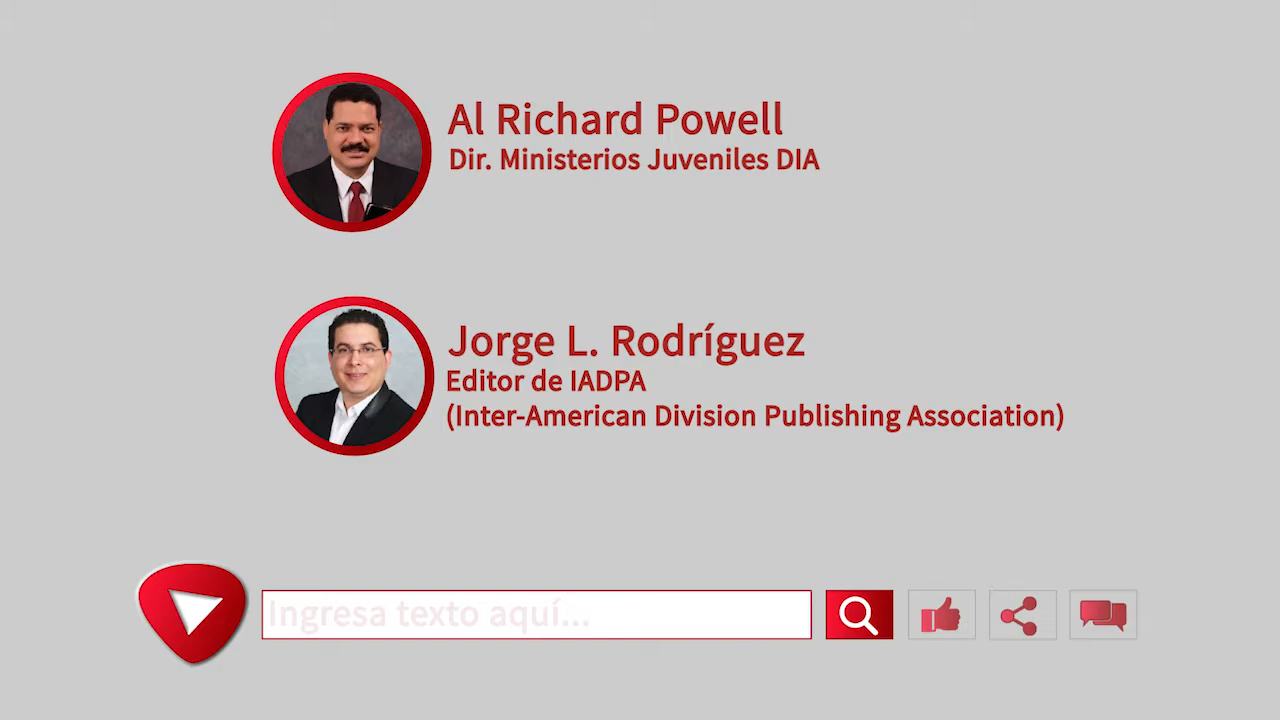 Al Richard Powell
Dir. Ministerios Juveniles DIA
Jorge L. Rodríguez
Editor de IADPA
(Inter-American Division Publishing Association)
Ingresa texto aquí...